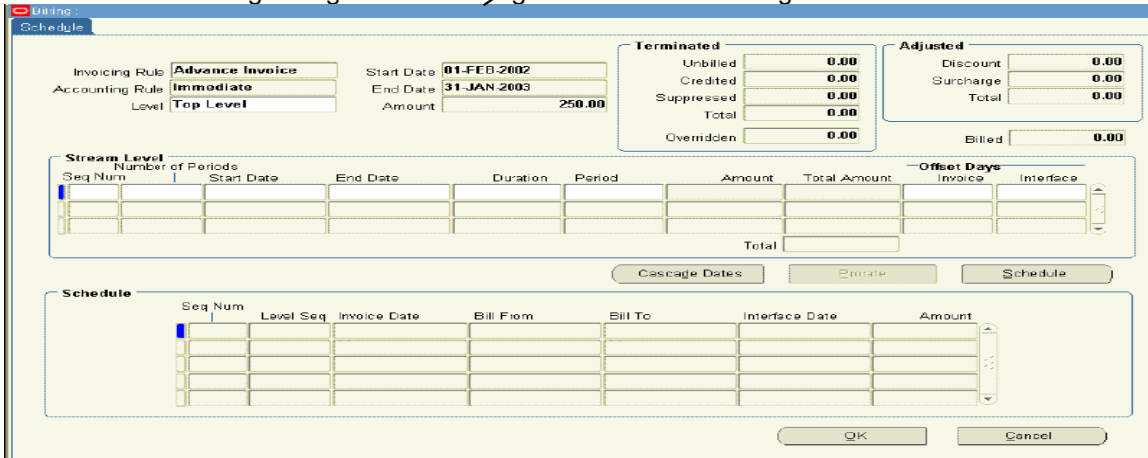 Billing :
Schedule
Terminated
Adjusted
Invoicing Rule Advance Invoice Start Date 01-FEB-2002 Unbilled 0.00 Discount 0.00
Accounting Rule Immediate End Date 31-JAN-2003 Credited 0.00 Surcharge 0.00
Level Top Level Amount 250.00 Suppressed 0.00 Total 0.00
Total 0.00
Overridden 0.00 Billed 0.00
Stream Level
Number of Periods Offset Days
Seq Num Start Date End Date Duration Period Amount Total Amount Invoice Interface
Total
Cascage Dates Prorate Schedule
Schedule
Seq Num
Level Seq Invoice Date Bill From Bill To Interface Date Amount
OK Cancel